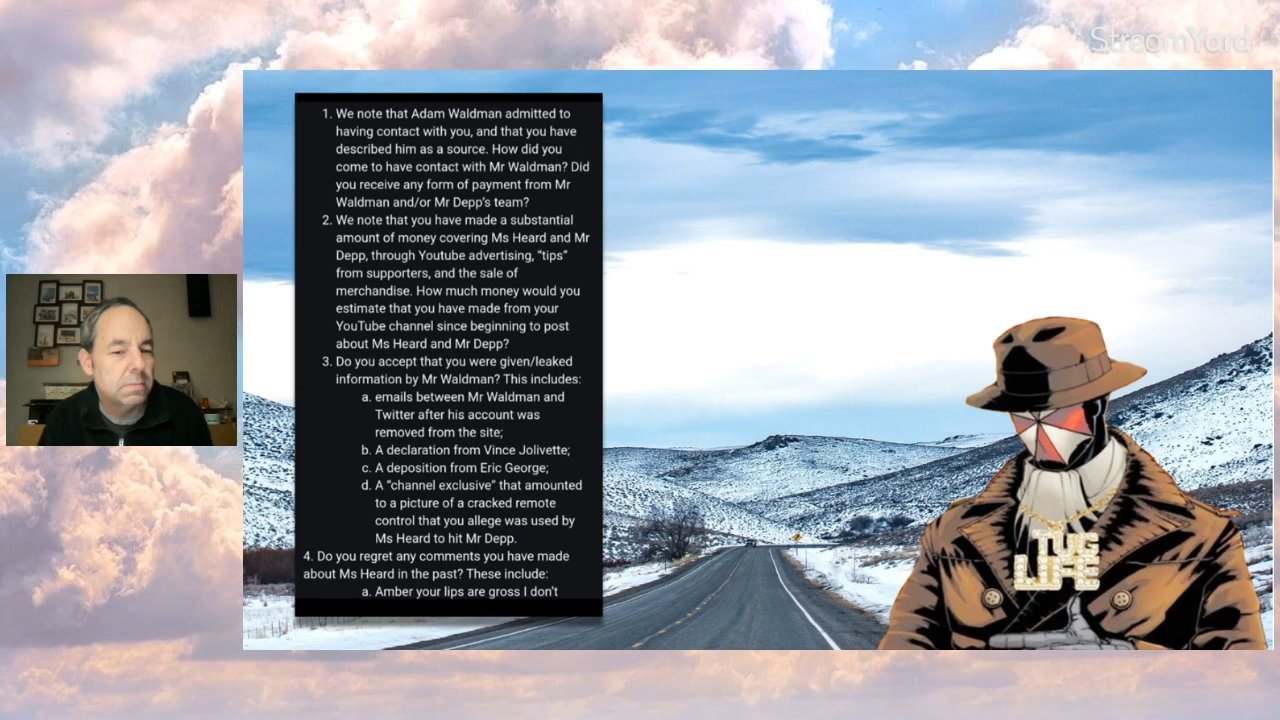 StreamYard
1. We note that Adam Waldman admitted to
having contact with you, and that you have
described him as a source. How did you
come to have contact with Mr Waldman? Did
you receive any form of payment from Mr
Waldman and/or Mr Depp's team?
2. We note that you have made a substantial
amount of money covering Ms Heard and Mr
Depp, through Youtube advertising, “tips”
from supporters, and the sale of
merchandise. How much money would you
estimate that you have made from your
YouTube channel since beginning to post
about Ms Heard and Mr Depp?
3. Do you accept that you were given/leaked
information by Mr Waldman? This includes:
a. emails between Mr Waldman and
Twitter after his account was
removed from the site;
b. A declaration from Vince Jolivette;
c. A deposition from Eric George;
d. A “channel exclusive” that amounted
to a picture of a cracked remote
control that you allege was used by
Ms Heard to hit Mr Depp.
4. Do you regret any comments you have made
about Ms Heard in the past? These include:
a. Amber your lips are gross I don't
TUG
LIFE